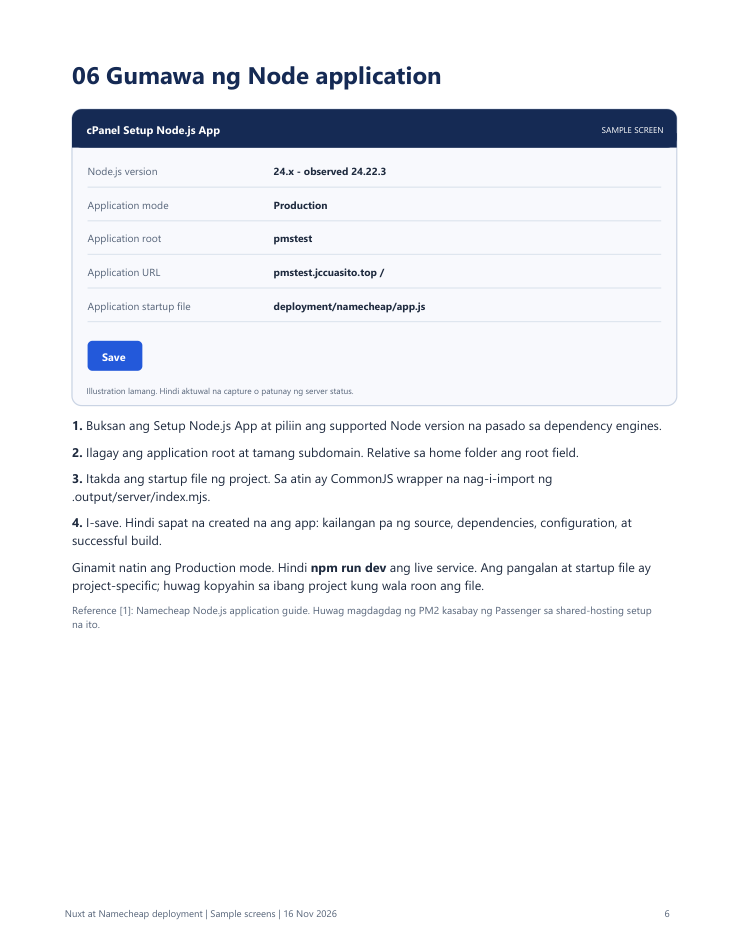 06 Gumawa ng Node application
cPanel Setup Node.js App
SAMPLE SCREEN
Node.js version
24.x - observed 24.22.3
Application mode
Production
Application root
pmstest
Application URL
pmstest.jccuasito.top /
Application startup file
deployment/namecheap/app.js
Save
Illustration lamang. Hindi aktuwal na capture o patunay ng server status.
1. Buksan ang Setup Node.js App at piliin ang supported Node version na pasado sa dependency engines.
2. Ilagay ang application root at tamang subdomain. Relative sa home folder ang root field.
3. Itakda ang startup file ng project. Sa atin ay CommonJS wrapper na nag-i-import ng
.output/server/index.mjs.
4. I-save. Hindi sapat na created na ang app: kailangan pa ng source, dependencies, configuration, at
successful build.
Ginamit natin ang Production mode. Hindi npm run dev ang live service. Ang pangalan at startup file ay
project-specific; huwag kopyahin sa ibang project kung wala roon ang file.
Reference [1]: Namecheap Node.js application guide. Huwag magdagdag ng PM2 kasabay ng Passenger sa shared-hosting setup
na ito.
Nuxt at Namecheap deployment | Sample screens | 16 Nov 2026
6